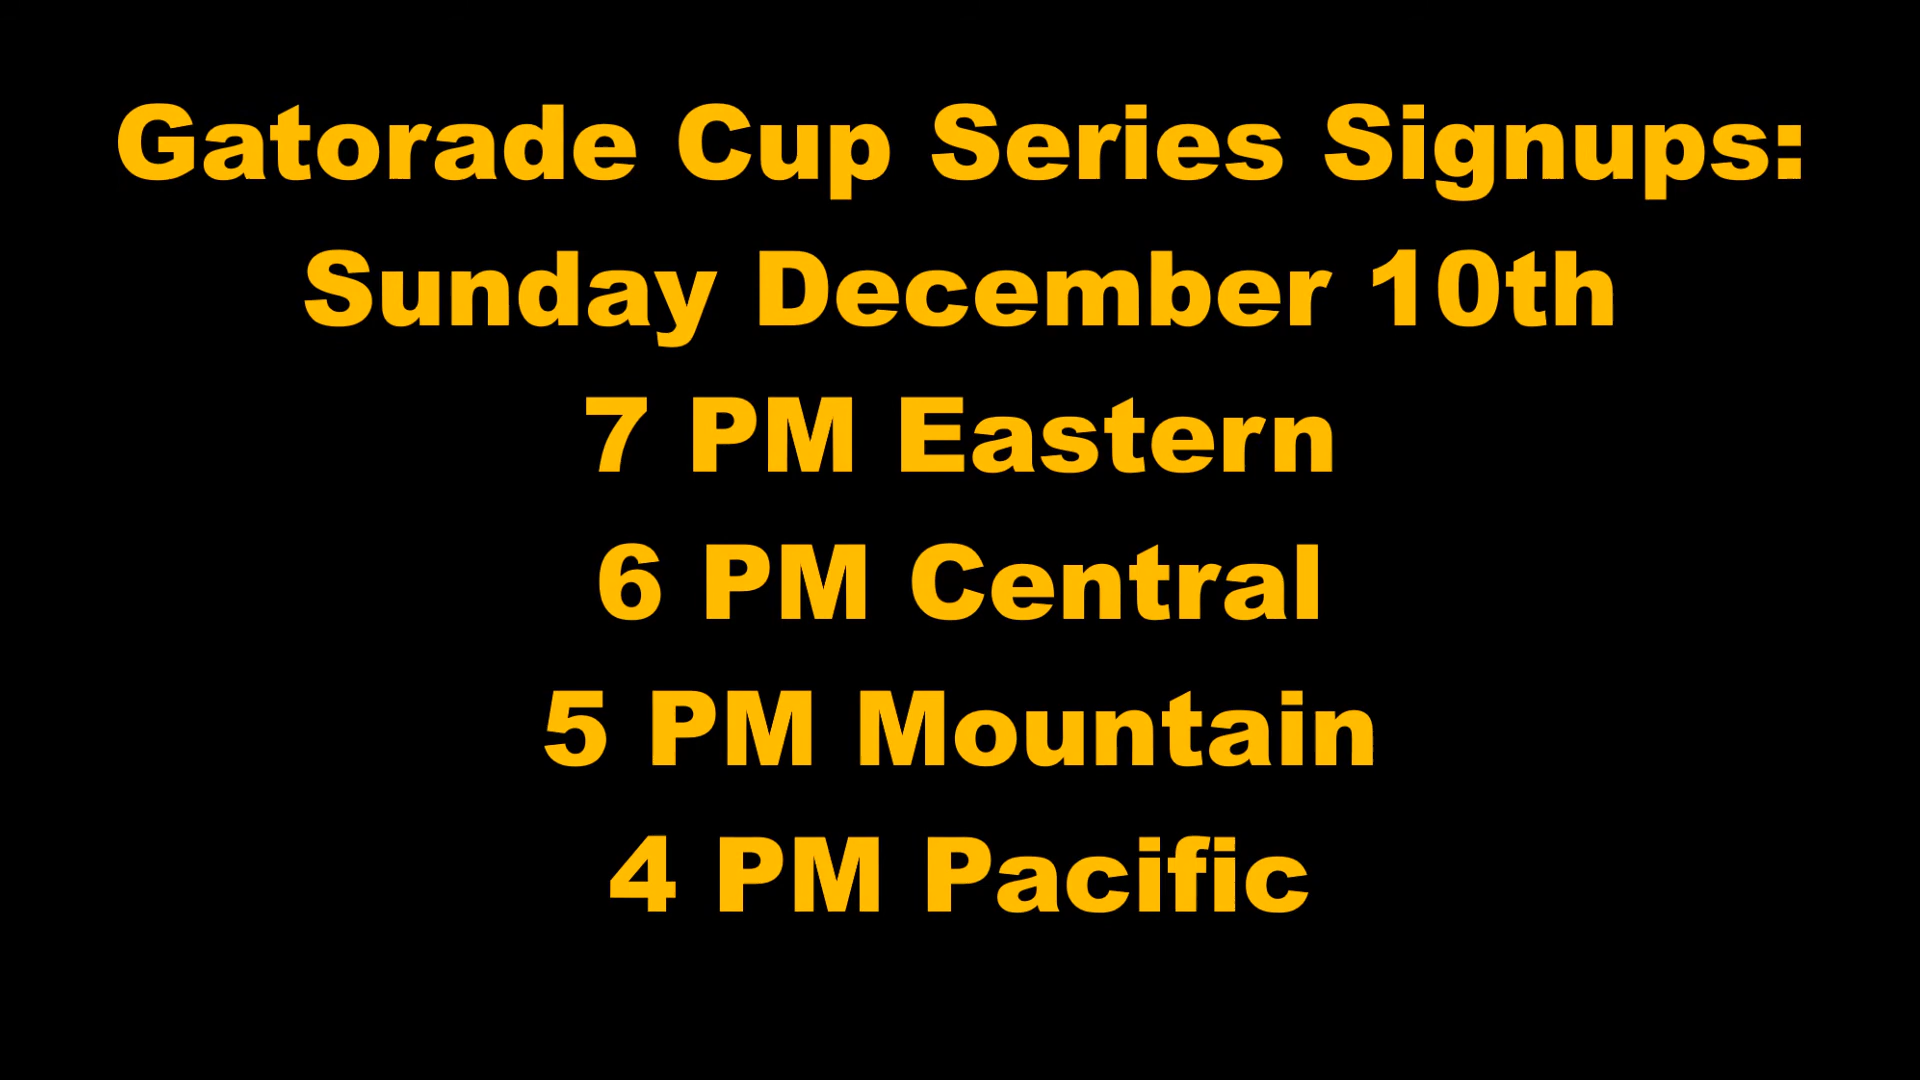 Gatorade Cup Series Signups:
Sunday December 10th
7 PM Eastern
6 PM Central
5 PM Mountain
4 PM Pacific